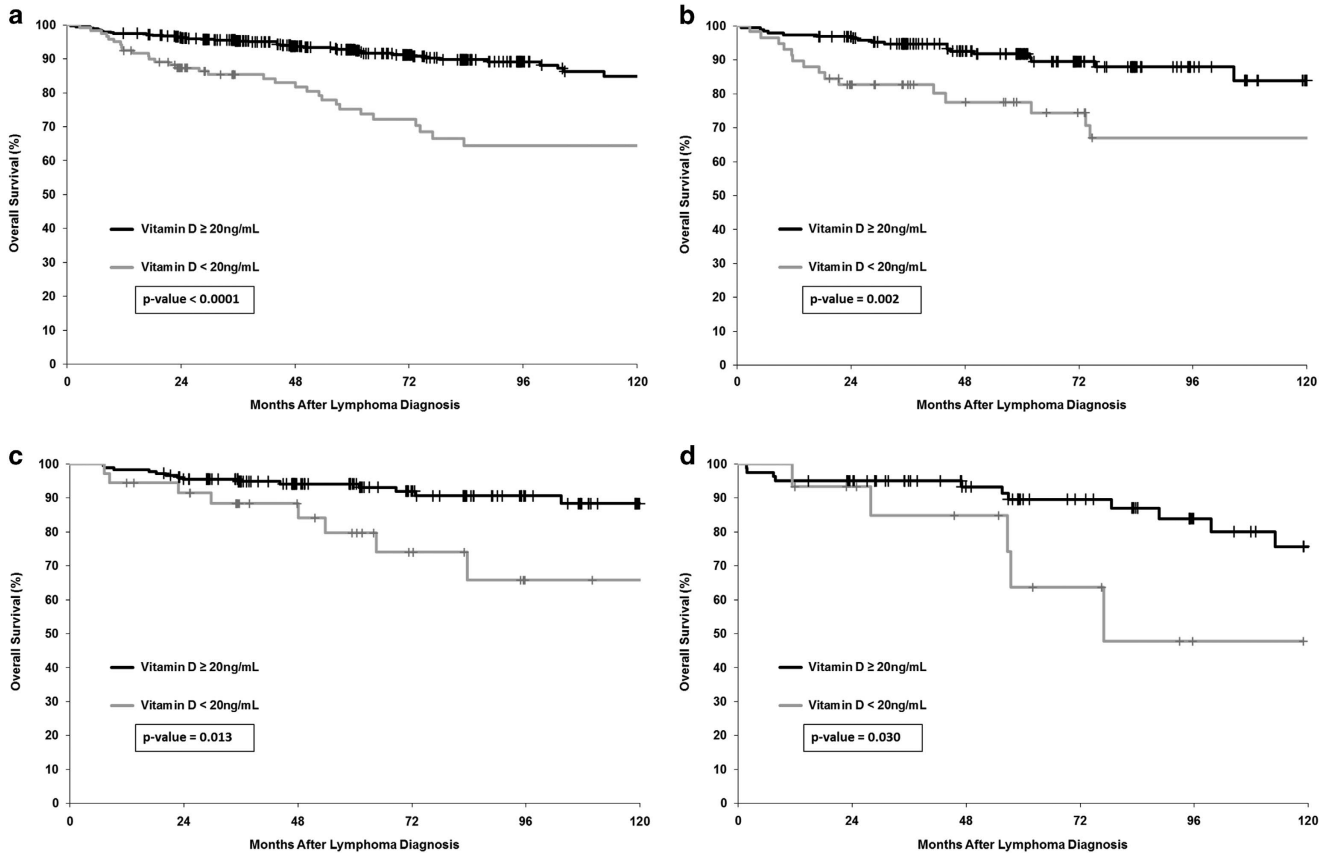 a
Overall Survival (%)
100
90
80
70
60
50
40
30
20
10
0
Vitamin D ≥ 20ng/mL
Vitamin D < 20ng/mL
p-value < 0.0001
0 24 48 72 96 120
Months After Lymphoma Diagnosis
b
Overall Survival (%)
100
90
80
70
60
50
40
30
20
10
0
Vitamin D ≥ 20ng/mL
Vitamin D < 20ng/mL
p-value = 0.002
0 24 48 72 96 120
Months After Lymphoma Diagnosis
c
Overall Survival (%)
100
90
80
70
60
50
40
30
20
10
0
Vitamin D ≥ 20ng/mL
Vitamin D < 20ng/mL
p-value = 0.013
0 24 48 72 96 120
Months After Lymphoma Diagnosis
d
Overall Survival (%)
100
90
80
70
60
50
40
30
20
10
0
Vitamin D ≥ 20ng/mL
Vitamin D < 20ng/mL
p-value = 0.030
0 24 48 72 96 120
Months After Lymphoma Diagnosis